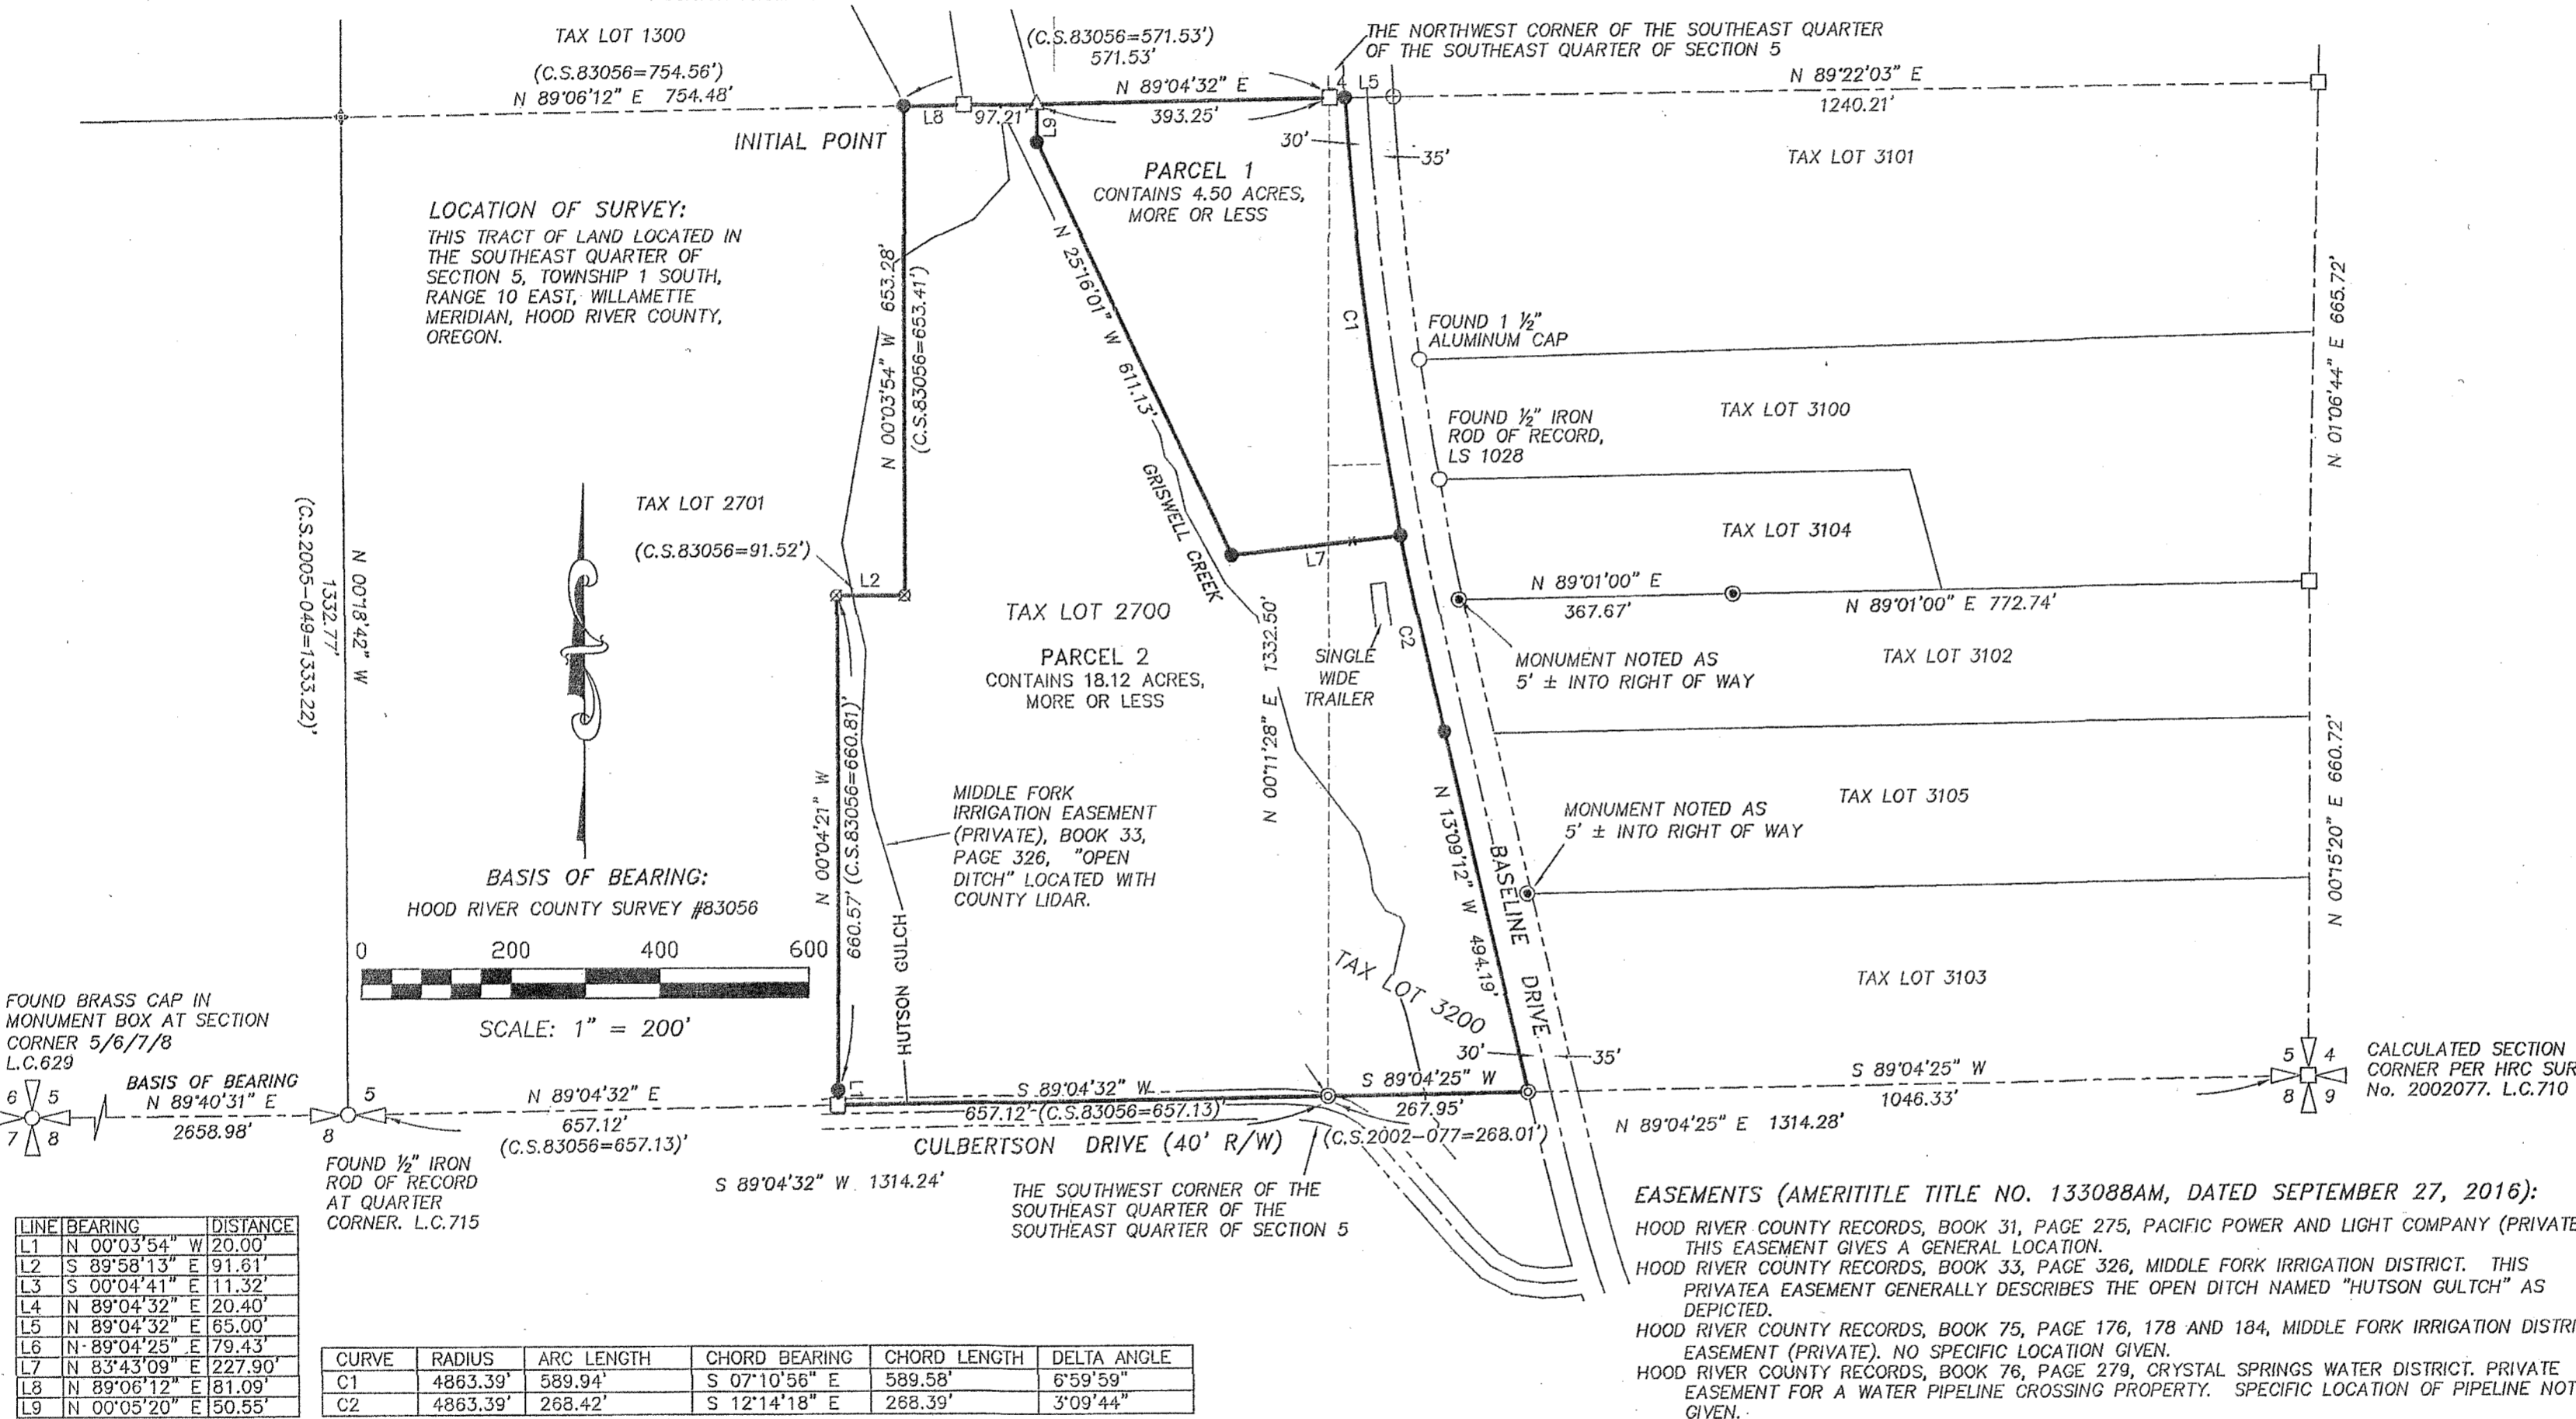 TAX LOT 1300
(C.S.83056=754.56')
N 89°06'12" E 754.48'
(C.S.83056=571.53')
571.53'
N 89°04'32" E
393.25'
L8
97.21'
L9
L4
L5
THE NORTHWEST CORNER OF THE SOUTHEAST QUARTER
OF THE SOUTHEAST QUARTER OF SECTION 5
N 89°22'03" E
1240.21'
INITIAL POINT
30'
35'
TAX LOT 3101
PARCEL 1
CONTAINS 4.50 ACRES,
MORE OR LESS
LOCATION OF SURVEY:
THIS TRACT OF LAND LOCATED IN
THE SOUTHEAST QUARTER OF
SECTION 5, TOWNSHIP 1 SOUTH,
RANGE 10 EAST, WILLAMETTE
MERIDIAN, HOOD RIVER COUNTY,
OREGON.
N 00°03'54" W 653.28'
(C.S.83056=653.41')
N 25°16'01" W 611.13'
C1
FOUND 1 ½"
ALUMINUM CAP
N 01°06'44" E 665.72'
TAX LOT 3100
FOUND ½" IRON
ROD OF RECORD,
LS 1028
GRISWELL CREEK
TAX LOT 2701
(C.S.83056=91.52')
L2
L7
TAX LOT 3104
N 89°01'00" E
367.67'
N 89°01'00" E 772.74'
N 00°18'42" W
1332.77'
(C.S.2005-049=1333.22)'
TAX LOT 2700
PARCEL 2
CONTAINS 18.12 ACRES,
MORE OR LESS
N 00°11'28" E 1332.50'
SINGLE
WIDE
TRAILER
C2
MONUMENT NOTED AS
5' ± INTO RIGHT OF WAY
TAX LOT 3102
N 00°04'21" W
660.57' (C.S.83056=660.81)'
MIDDLE FORK
IRRIGATION EASEMENT
(PRIVATE), BOOK 33,
PAGE 326, "OPEN
DITCH" LOCATED WITH
COUNTY LIDAR.
N 13°09'12" W 494.19'
BASELINE DRIVE
MONUMENT NOTED AS
5' ± INTO RIGHT OF WAY
TAX LOT 3105
N 00°15'20" E 660.72'
BASIS OF BEARING:
HOOD RIVER COUNTY SURVEY #83056
0 200 400 600
SCALE: 1" = 200'
HUTSON GULCH
TAX LOT 3200
TAX LOT 3103
FOUND BRASS CAP IN
MONUMENT BOX AT SECTION
CORNER 5/6/7/8
L.C.629
6 5
7 8
BASIS OF BEARING
N 89°40'31" E
2658.98'
5
8
N 89°04'32" E
657.12'
(C.S.83056=657.13)'
L1
S 89°04'32" W
657.12' (C.S.83056=657.13)'
30'
35'
S 89°04'25" W
267.95'
(C.S.2002-077=268.01')
S 89°04'25" W
1046.33'
N 89°04'25" E 1314.28'
5 4
8 9
CALCULATED SECTION
CORNER PER HRC SUR
No. 2002077. L.C.710
CULBERTSON DRIVE (40' R/W)
FOUND ½" IRON
ROD OF RECORD
AT QUARTER
CORNER. L.C.715
S 89°04'32" W 1314.24'
THE SOUTHWEST CORNER OF THE
SOUTHEAST QUARTER OF THE
SOUTHEAST QUARTER OF SECTION 5
LINE BEARING DISTANCE
L1 N 00°03'54" W 20.00'
L2 S 89°58'13" E 91.61'
L3 S 00°04'41" E 11.32'
L4 N 89°04'32" E 20.40'
L5 N 89°04'32" E 65.00'
L6 N 89°04'25" E 79.43'
L7 N 83°43'09" E 227.90'
L8 N 89°06'12" E 81.09'
L9 N 00°05'20" E 50.55'
CURVE RADIUS ARC LENGTH CHORD BEARING CHORD LENGTH DELTA ANGLE
C1 4863.39' 589.94' S 07°10'56" E 589.58' 6°59'59"
C2 4863.39' 268.42' S 12°14'18" E 268.39' 3°09'44"
EASEMENTS (AMERITITLE TITLE NO. 133088AM, DATED SEPTEMBER 27, 2016):
HOOD RIVER COUNTY RECORDS, BOOK 31, PAGE 275, PACIFIC POWER AND LIGHT COMPANY (PRIVATE
THIS EASEMENT GIVES A GENERAL LOCATION.
HOOD RIVER COUNTY RECORDS, BOOK 33, PAGE 326, MIDDLE FORK IRRIGATION DISTRICT. THIS
PRIVATEA EASEMENT GENERALLY DESCRIBES THE OPEN DITCH NAMED "HUTSON GULTCH" AS
DEPICTED.
HOOD RIVER COUNTY RECORDS, BOOK 75, PAGE 176, 178 AND 184, MIDDLE FORK IRRIGATION DISTRI
EASEMENT (PRIVATE). NO SPECIFIC LOCATION GIVEN.
HOOD RIVER COUNTY RECORDS, BOOK 76, PAGE 279, CRYSTAL SPRINGS WATER DISTRICT. PRIVATE
EASEMENT FOR A WATER PIPELINE CROSSING PROPERTY. SPECIFIC LOCATION OF PIPELINE NOT
GIVEN.